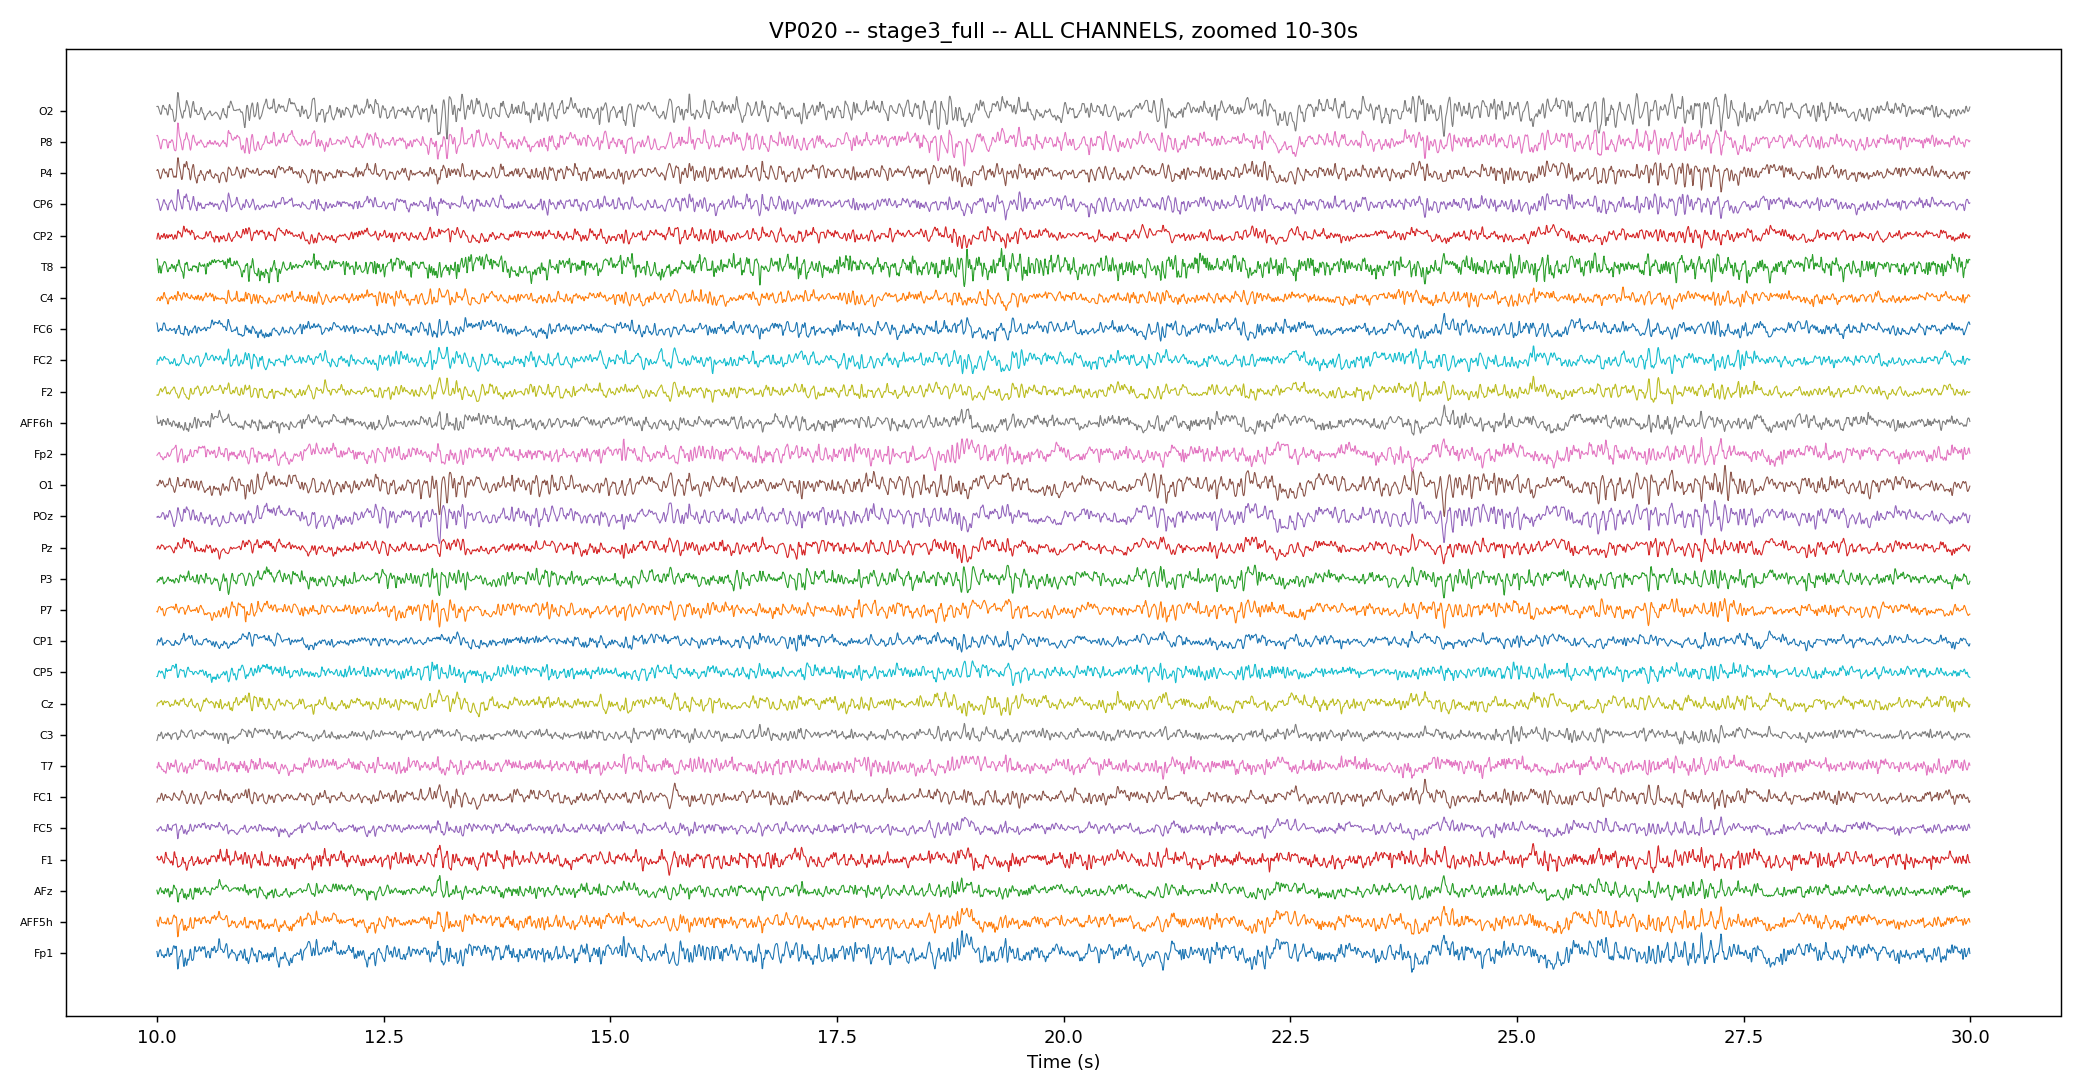 VP020 -- stage3_full -- ALL CHANNELS, zoomed 10-30s
O2
P8
P4
CP6
CP2
T8
C4
FC6
FC2
F2
AFF6h
Fp2
O1
POz
Pz
P3
P7
CP1
CP5
Cz
C3
T7
FC1
FC5
F1
AFz
AFF5h
Fp1
10.0 12.5 15.0 17.5 20.0 22.5 25.0 27.5 30.0
Time (s)